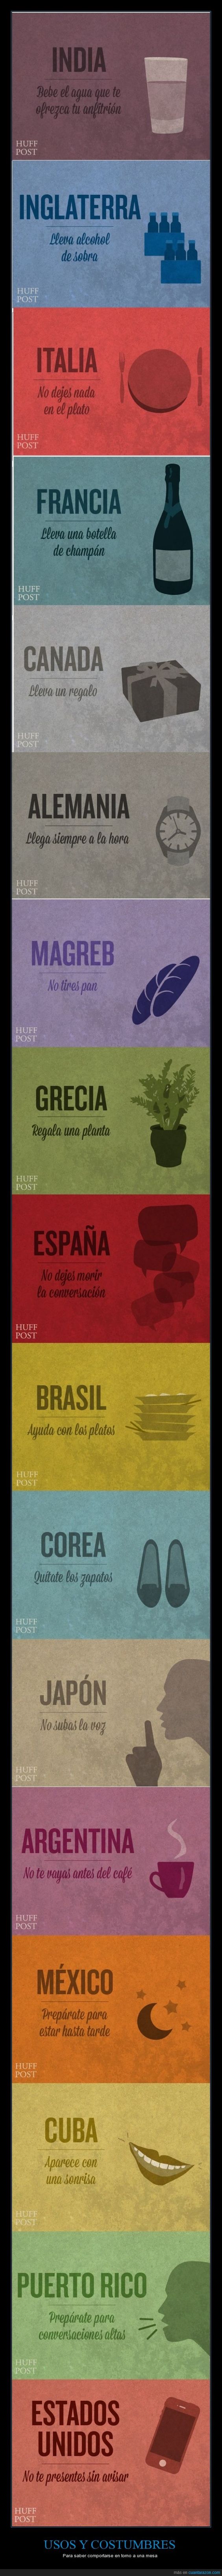 INDIA
Bebe el agua que te
ofrezca tu anfitrión
HUFF
POST
INGLATERRA
Lleva alcohol
de sobra
HUFF
POST
ITALIA
No dejes nada
en el plato
HUFF
POST
FRANCIA
Lleva una botella
de champán
HUFF
POST
CANADA
Lleva un regalo
HUFF
POST
ALEMANIA
Llega siempre a la hora
HUFF
POST
MAGREB
No tires pan
HUFF
POST
GRECIA
Regala una planta
HUFF
POST
ESPAÑA
No dejes morir
la conversación
HUFF
POST
BRASIL
Ayuda con los platos
HUFF
POST
COREA
Quítate los zapatos
HUFF
POST
JAPÓN
No subas la voz
HUFF
POST
ARGENTINA
No te vayas antes del café
HUFF
POST
MÉXICO
Prepárate para
estar hasta tarde
HUFF
POST
CUBA
Aparece con
una sonrisa
HUFF
POST
PUERTO RICO
Prepárate para
conversaciones altas
HUFF
POST
ESTADOS
UNIDOS
No te presentes sin avisar
HUFF
POST
USOS Y COSTUMBRES
Para saber comportarse en torno a una mesa